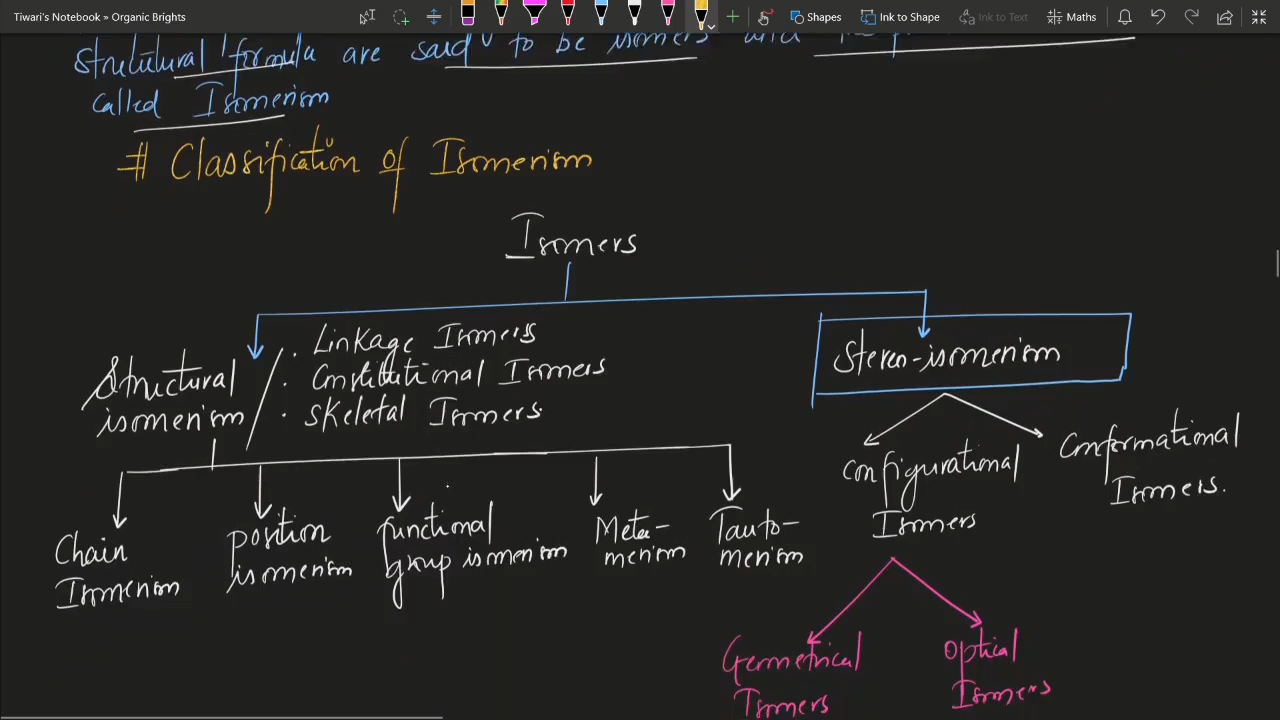 Tiwari's Notebook » Organic Brights
Shapes
Ink to Shape
Ink to Text
Maths
Structural formula are said to be isomers and
called Isomerism
# Classification of Isomerism
Isomers
Structural
isomerism
. Linkage Isomers
. Constitutional Isomers
. Skeletal Isomers.
Stereo-isomerism
Chain
Isomerism
position
isomerism
functional
group isomerism
Meta-
merism
Tauto-
merism
configurational
Isomers
Conformational
Isomers.
Geometrical
Isomers
Optical
Isomers